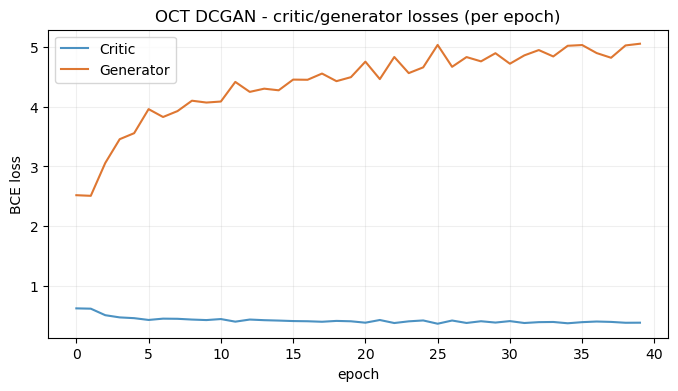 OCT DCGAN - critic/generator losses (per epoch)
Critic
Generator
BCE loss
5
4
3
2
1
0 5 10 15 20 25 30 35 40
epoch